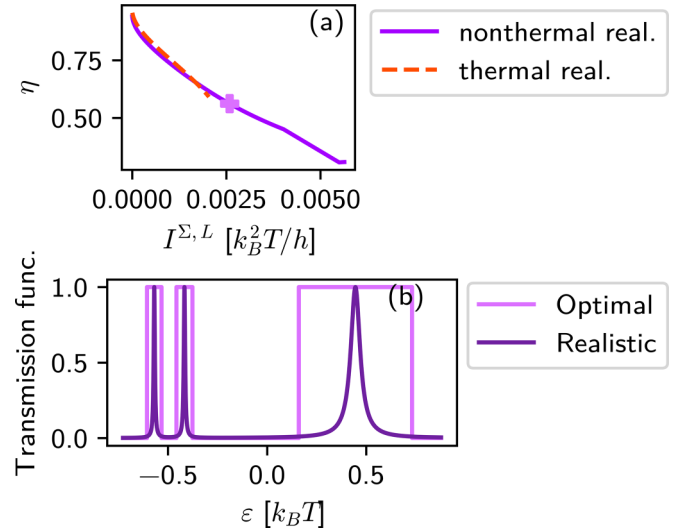 (a)
nonthermal real.
thermal real.
η
0.75
0.50
0.0000 0.0025 0.0050
I^{Σ, L} [k_B^2T/h]
(b)
Optimal
Realistic
Transmission func.
1.0
0.5
0.0
−0.5 0.0 0.5
ε [k_BT]